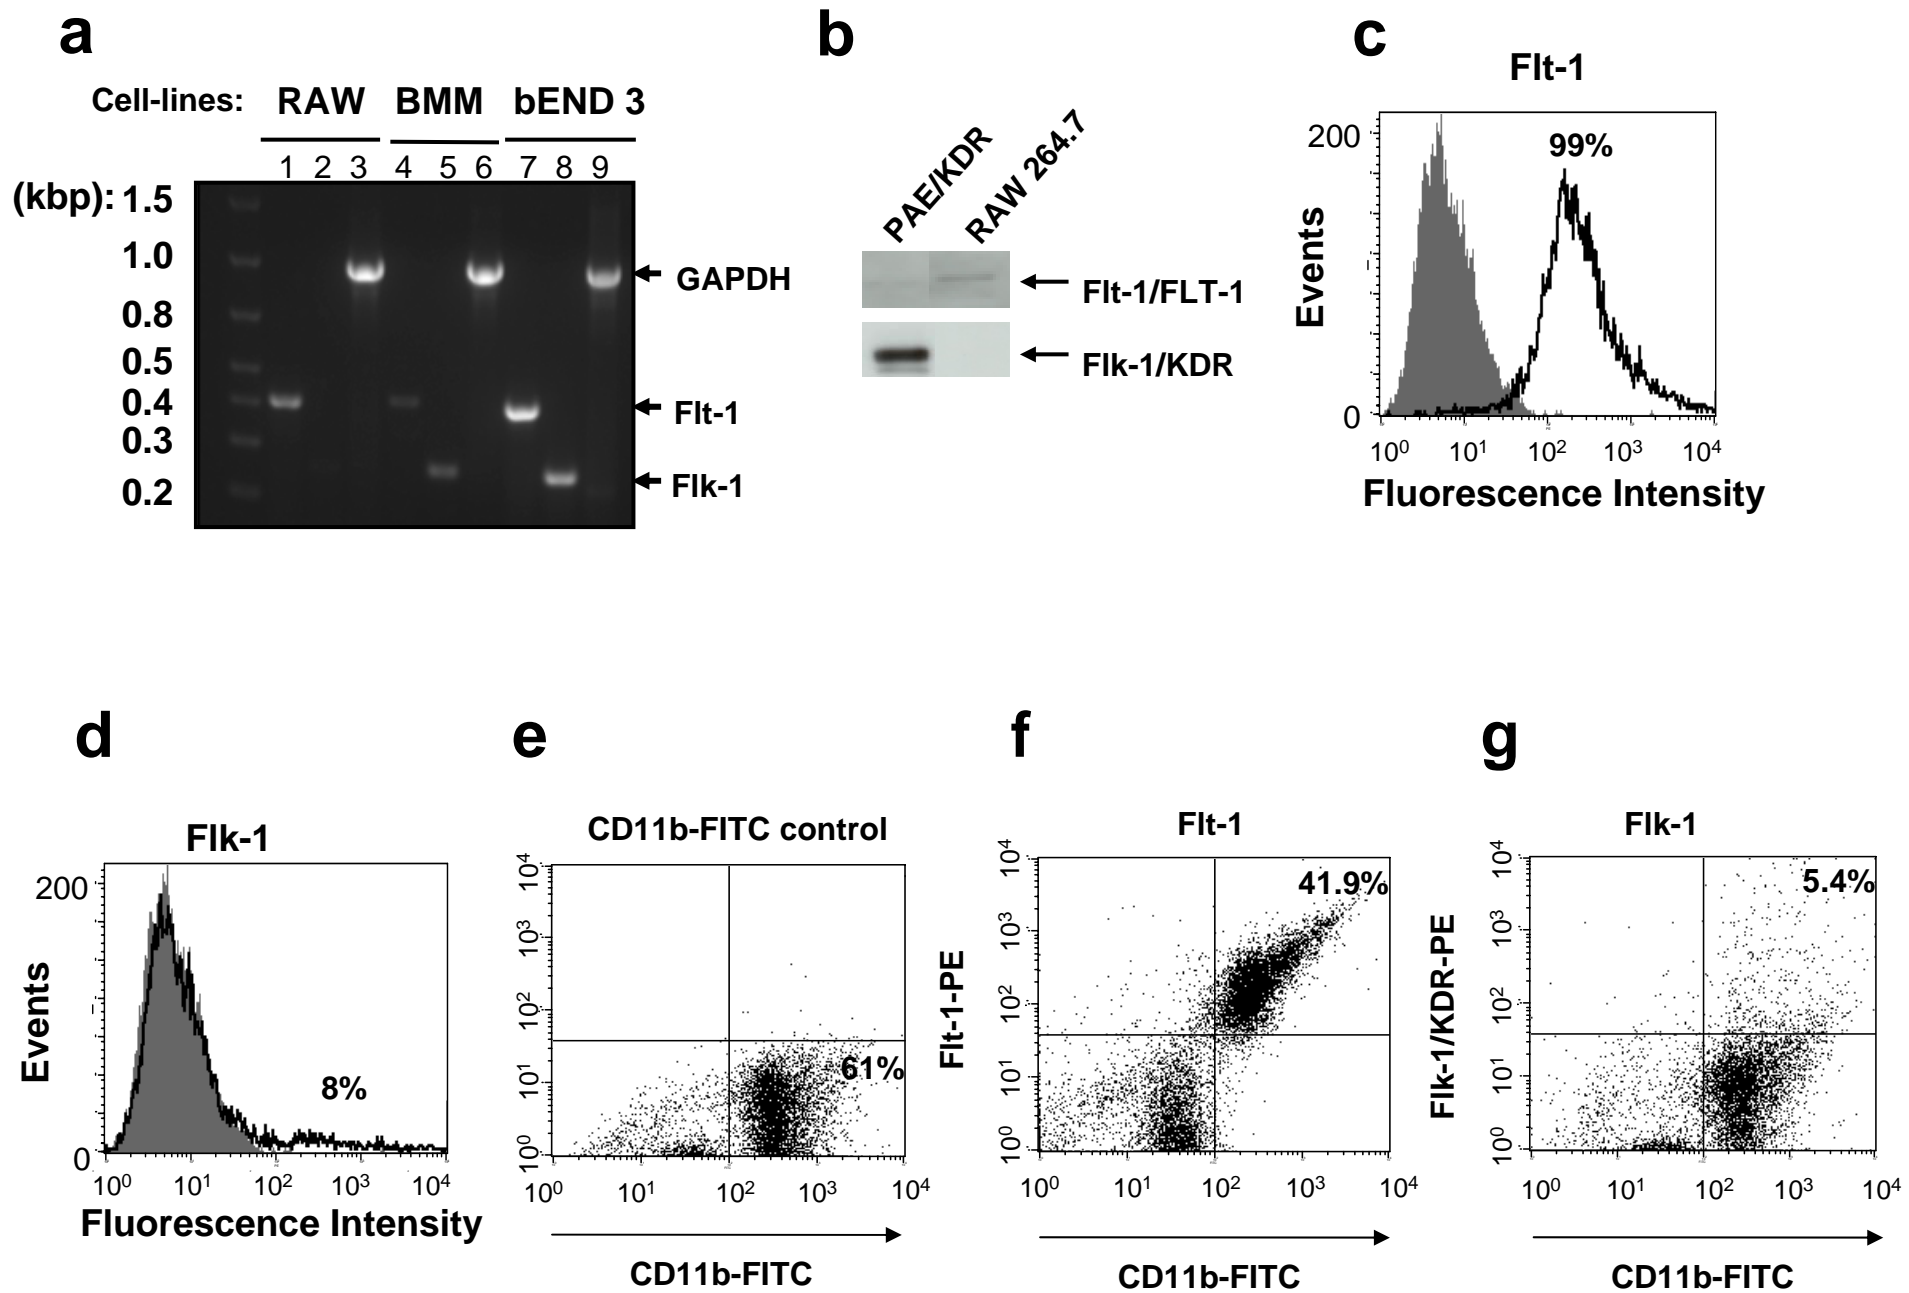 a
Cell-lines: RAW BMM bEND 3
1 2 3 4 5 6 7 8 9
(kbp): 1.5
1.0
0.8
0.5
0.4
0.3
0.2
GAPDH
Flt-1
Flk-1
b
PAE/KDR
RAW 264.7
Flt-1/FLT-1
Flk-1/KDR
c
Flt-1
200
99%
Events
0
10⁰ 10¹ 10² 10³ 10⁴
Fluorescence Intensity
d
Flk-1
200
Events
8%
0
10⁰ 10¹ 10² 10³ 10⁴
Fluorescence Intensity
e
CD11b-FITC control
10⁴
10³
10²
10¹
10⁰
61%
10⁰ 10¹ 10² 10³ 10⁴
CD11b-FITC
f
Flt-1
Flt-1-PE
10⁴
10³
10²
10¹
10⁰
41.9%
10⁰ 10¹ 10² 10³ 10⁴
CD11b-FITC
g
Flk-1
Flk-1/KDR-PE
10⁴
10³
10²
10¹
10⁰
5.4%
10⁰ 10¹ 10² 10³ 10⁴
CD11b-FITC